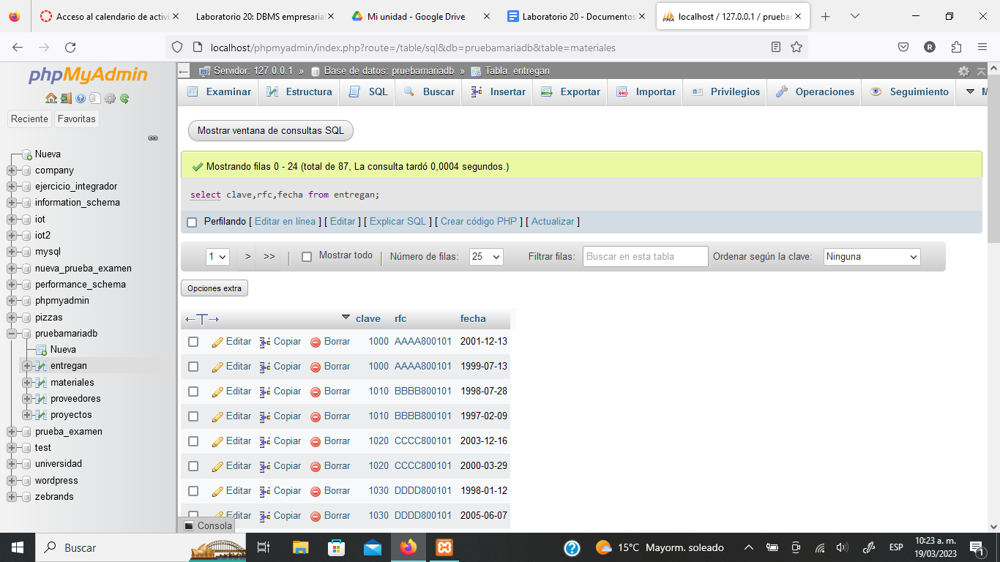 Acceso al calendario de activi
Laboratorio 20: DBMS empresaria
Mi unidad - Google Drive
Laboratorio 20 - Documentos
localhost / 127.0.0.1 / prueba
localhost/phpmyadmin/index.php?route=/table/sql&db=pruebamariadb&table=materiales
R
phpMyAdmin
Reciente
Favoritas
Nueva
company
ejercicio_integrador
information_schema
iot
iot2
mysql
nueva_prueba_examen
performance_schema
phpmyadmin
pizzas
pruebamariadb
Nueva
entregan
materiales
proveedores
proyectos
prueba_examen
test
universidad
wordpress
zebrands
Servidor: 127.0.0.1 » Base de datos: pruebamariadb » Tabla: entregan
Examinar Estructura SQL Buscar Insertar Exportar Importar Privilegios Operaciones Seguimiento
Mostrar ventana de consultas SQL
Mostrando filas 0 - 24 (total de 87, La consulta tardó 0,0004 segundos.)
select clave,rfc,fecha from entregan;
Perfilando [ Editar en línea ] [ Editar ] [ Explicar SQL ] [ Crear código PHP ] [ Actualizar ]
1 > >> | Mostrar todo | Número de filas: 25 Filtrar filas: Buscar en esta tabla Ordenar según la clave: Ninguna
Opciones extra
←T→ clave rfc fecha
Editar Copiar Borrar 1000 AAAA800101 2001-12-13
Editar Copiar Borrar 1000 AAAA800101 1999-07-13
Editar Copiar Borrar 1010 BBBB800101 1998-07-28
Editar Copiar Borrar 1010 BBBB800101 1997-02-09
Editar Copiar Borrar 1020 CCCC800101 2003-12-16
Editar Copiar Borrar 1020 CCCC800101 2000-03-29
Editar Copiar Borrar 1030 DDDD800101 1998-01-12
Editar Copiar Borrar 1030 DDDD800101 2005-06-07
Consola
Buscar
15°C Mayorm. soleado
ESP
10:23 a. m.
19/03/2023
1